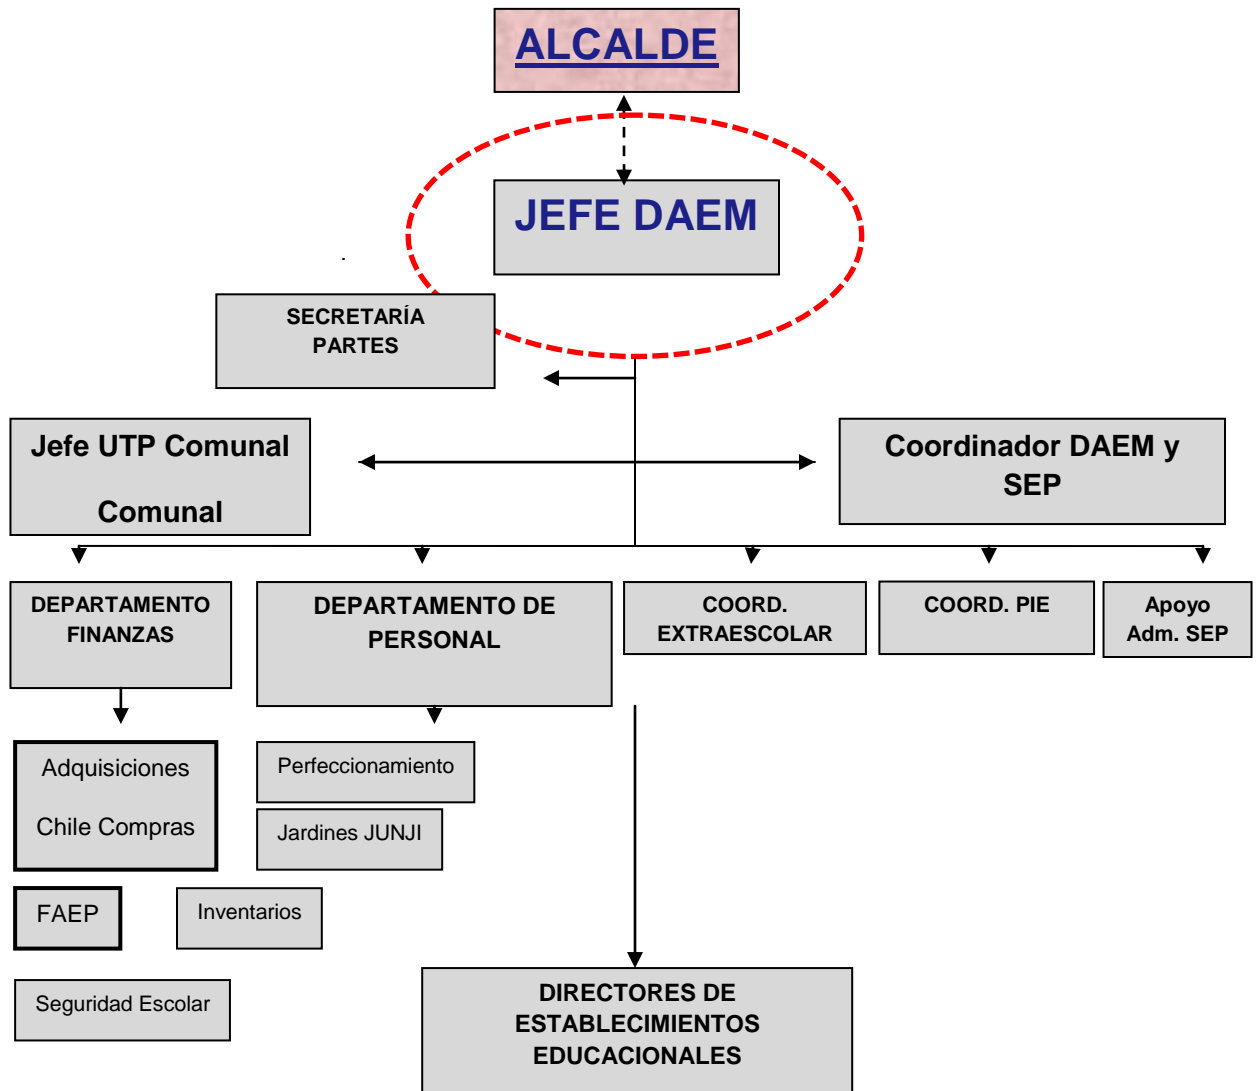 ALCALDE
JEFE DAEM
SECRETARÍA
PARTES
Jefe UTP Comunal
Comunal
Coordinador DAEM y
SEP
DEPARTAMENTO
FINANZAS
DEPARTAMENTO DE
PERSONAL
COORD.
EXTRAESCOLAR
COORD. PIE
Apoyo
Adm. SEP
Adquisiciones
Chile Compras
Perfeccionamiento
Jardines JUNJI
FAEP
Inventarios
Seguridad Escolar
DIRECTORES DE
ESTABLECIMIENTOS
EDUCACIONALES